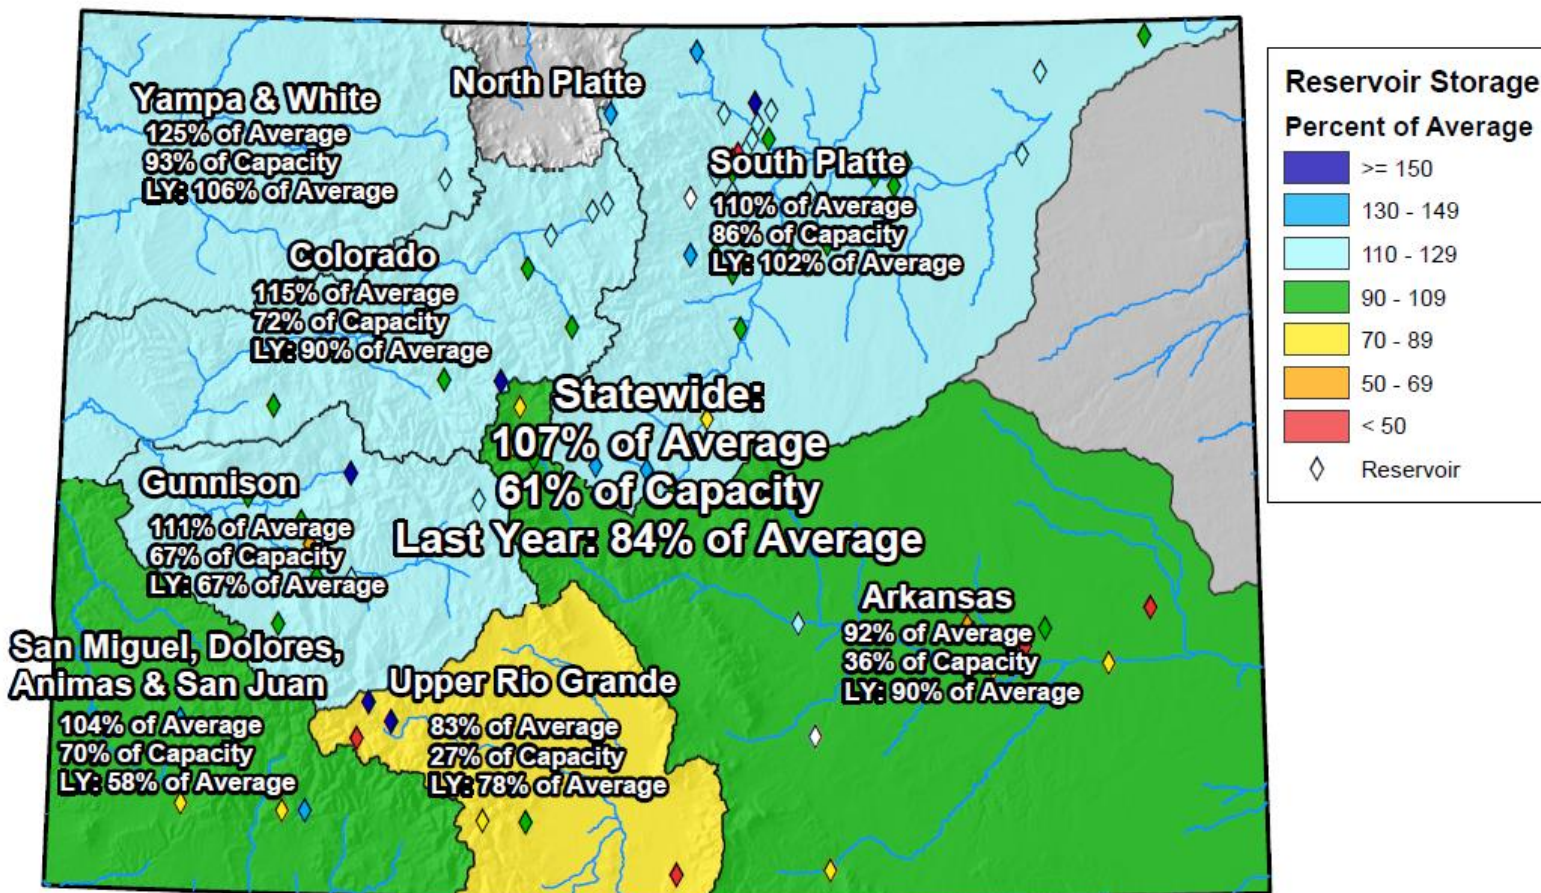 North Platte
Yampa & White
125% of Average
93% of Capacity
LY: 106% of Average
South Platte
110% of Average
86% of Capacity
LY: 102% of Average
Colorado
115% of Average
72% of Capacity
LY: 90% of Average
Statewide:
107% of Average
61% of Capacity
Last Year: 84% of Average
Gunnison
111% of Average
67% of Capacity
LY: 67% of Average
Arkansas
92% of Average
36% of Capacity
LY: 90% of Average
San Miguel, Dolores,
Animas & San Juan
104% of Average
70% of Capacity
LY: 58% of Average
Upper Rio Grande
83% of Average
27% of Capacity
LY: 78% of Average
Reservoir Storage
Percent of Average
>= 150
130 - 149
110 - 129
90 - 109
70 - 89
50 - 69
< 50
Reservoir